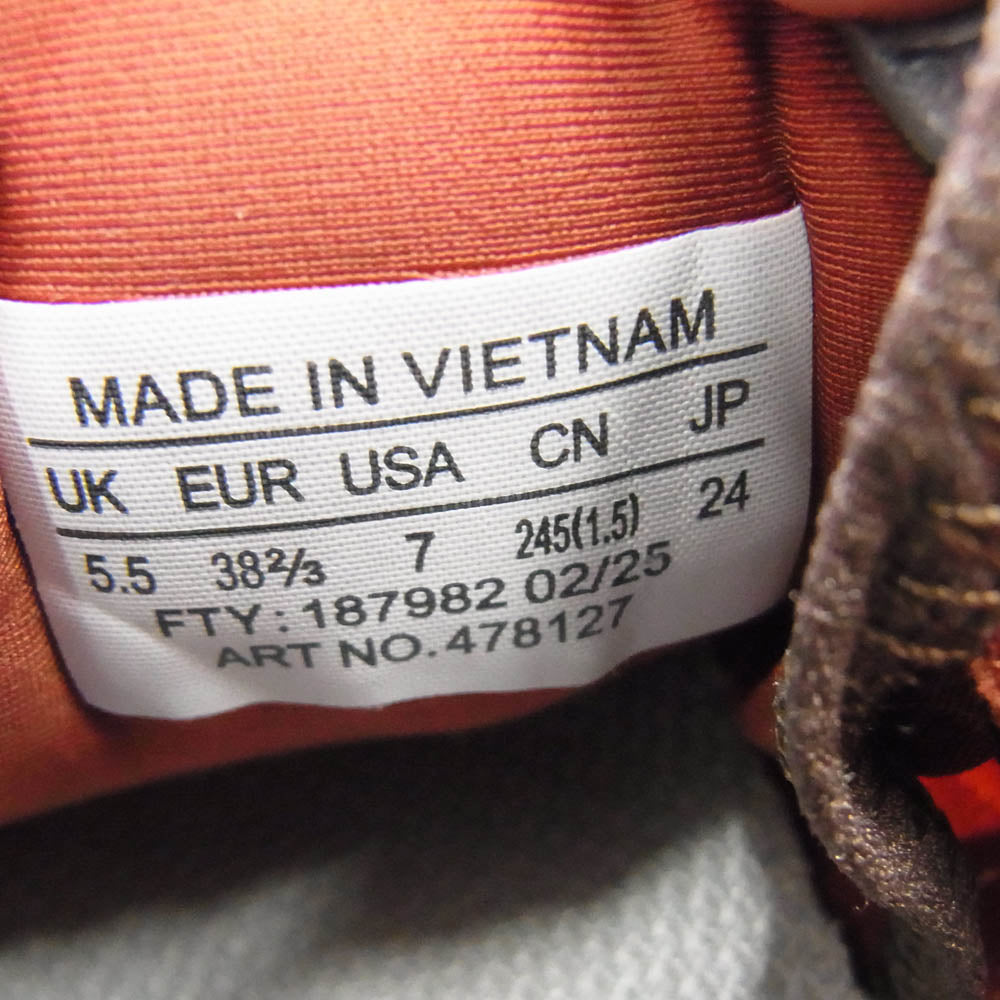 MADE IN VIETNAM
UK EUR USA CN JP
5.5 38⅔ 7 245(1.5) 24
FTY:187982 02/25
ART NO.478127